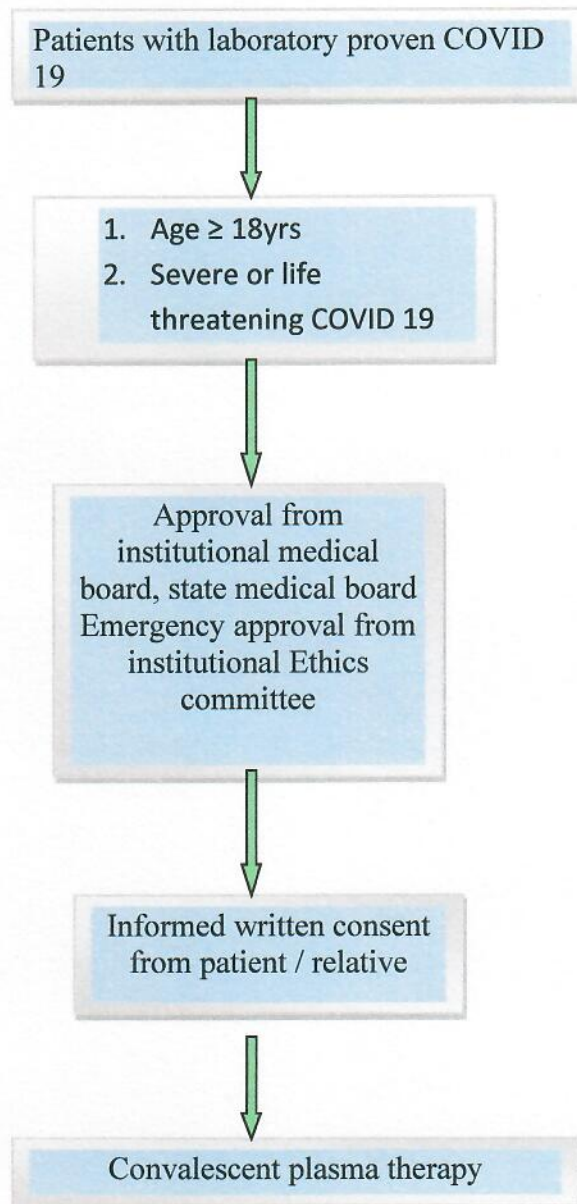 Patients with laboratory proven COVID
19
1. Age ≥ 18yrs
2. Severe or life
threatening COVID 19
Approval from
institutional medical
board, state medical board
Emergency approval from
institutional Ethics
committee
Informed written consent
from patient / relative
Convalescent plasma therapy